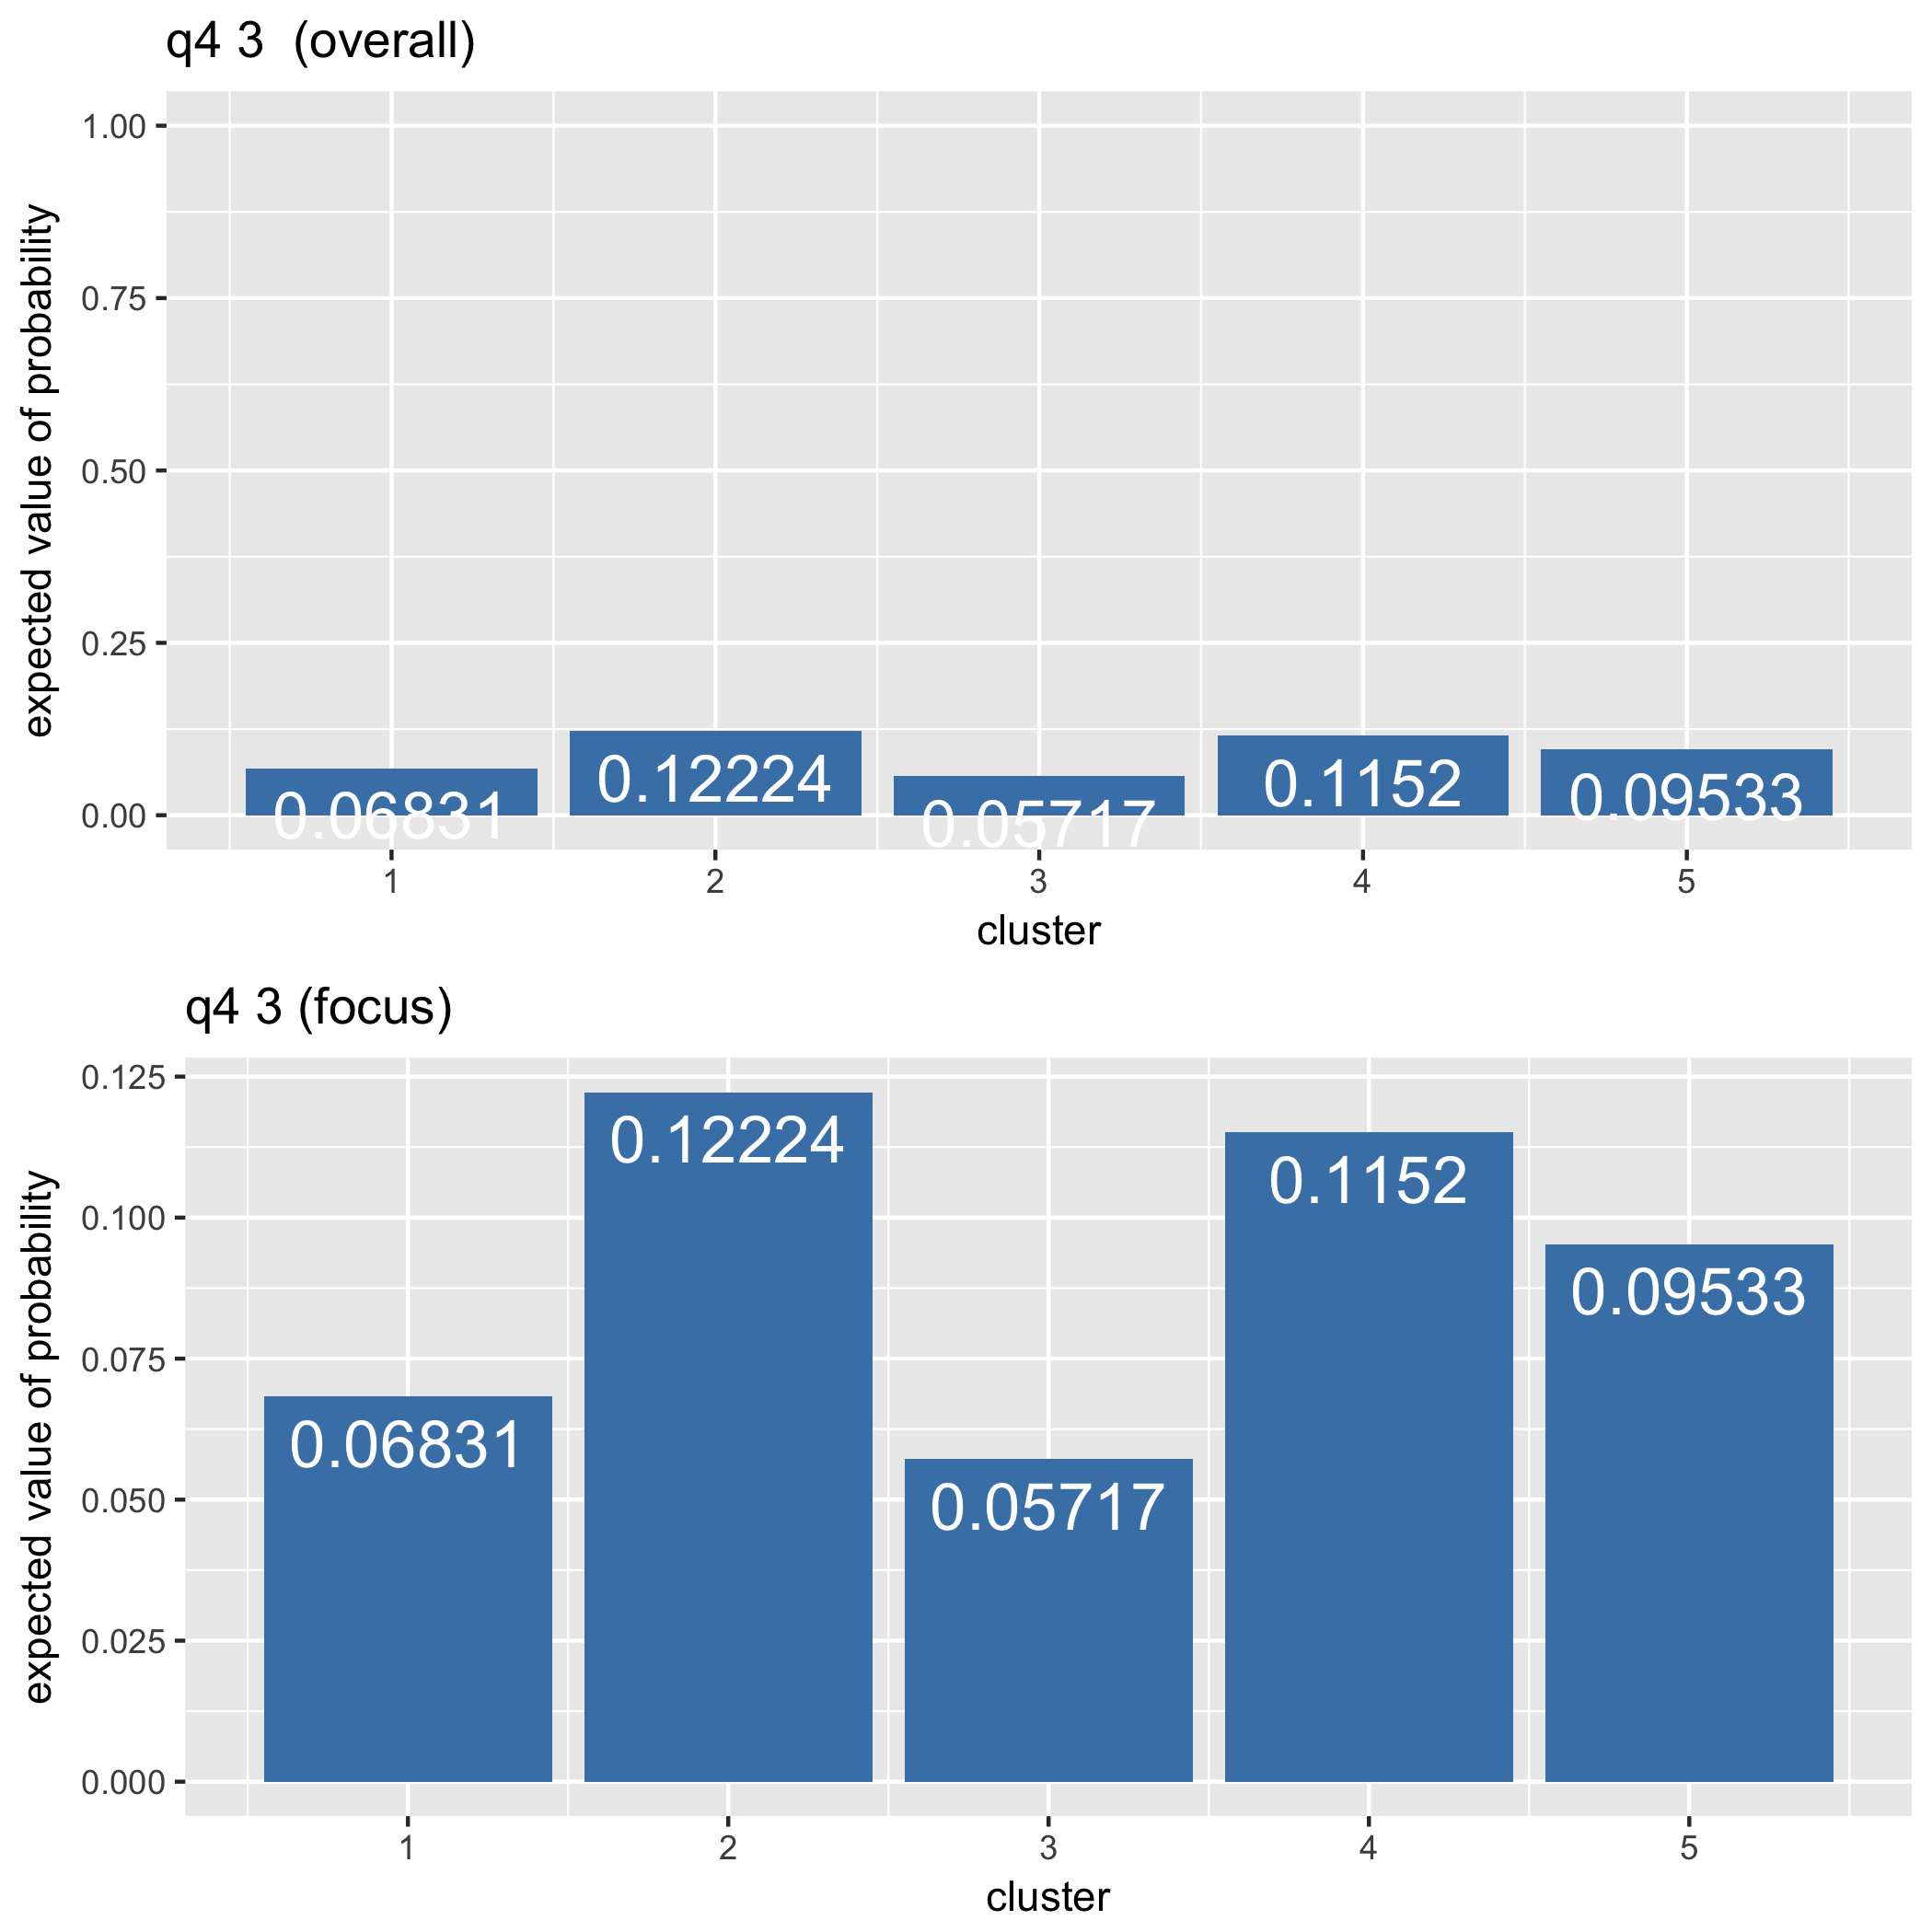 q4 3  (overall)
expected value of probability
1.00
0.75
0.50
0.25
0.00
0.06831
0.12224
0.05717
0.1152
0.09533
1 2 3 4 5
cluster
q4 3 (focus)
expected value of probability
0.125
0.100
0.075
0.050
0.025
0.000
0.06831
0.12224
0.05717
0.1152
0.09533
1 2 3 4 5
cluster